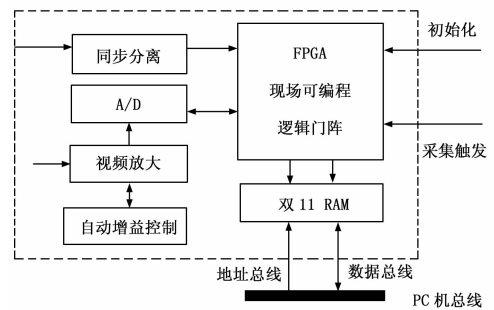 初始化
同步分离
FPGA
现场可编程
逻辑门阵
A/D
视频放大
采集触发
自动增益控制
双 11 RAM
地址总线
数据总线
PC 机总线